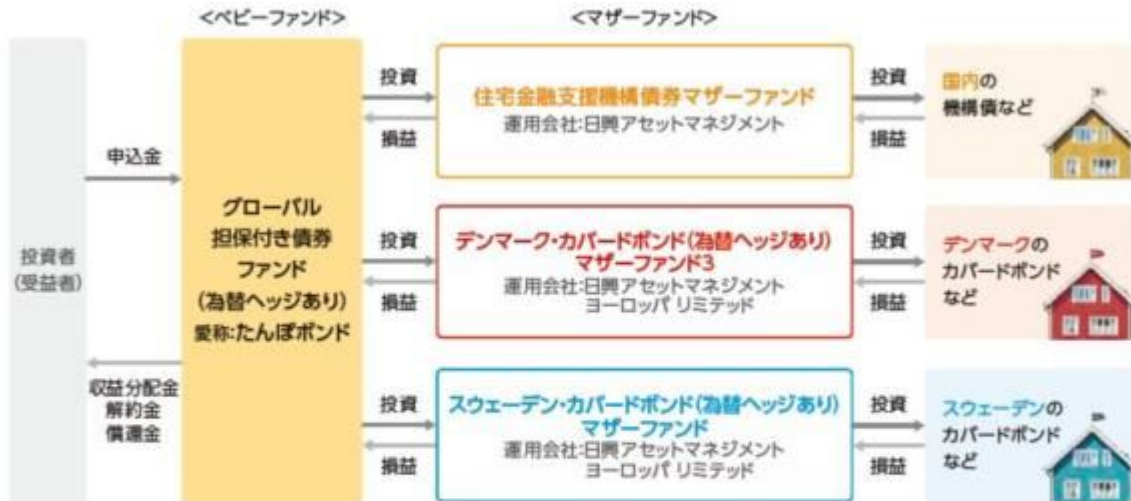 <ベビーファンド>
<マザーファンド>
投資者
(受益者)
申込金
収益分配金
解約金
償還金
グローバル
担保付き債券
ファンド
(為替ヘッジあり)
愛称:たんぽボンド
投資
損益
住宅金融支援機構債券マザーファンド
運用会社:日興アセットマネジメント
投資
損益
国内の
機構債など
投資
損益
デンマーク・カバードボンド(為替ヘッジあり)
マザーファンド3
運用会社:日興アセットマネジメント
ヨーロッパ リミテッド
投資
損益
デンマークの
カバードボンド
など
投資
損益
スウェーデン・カバードボンド(為替ヘッジあり)
マザーファンド
運用会社:日興アセットマネジメント
ヨーロッパ リミテッド
投資
損益
スウェーデンの
カバードボンド
など